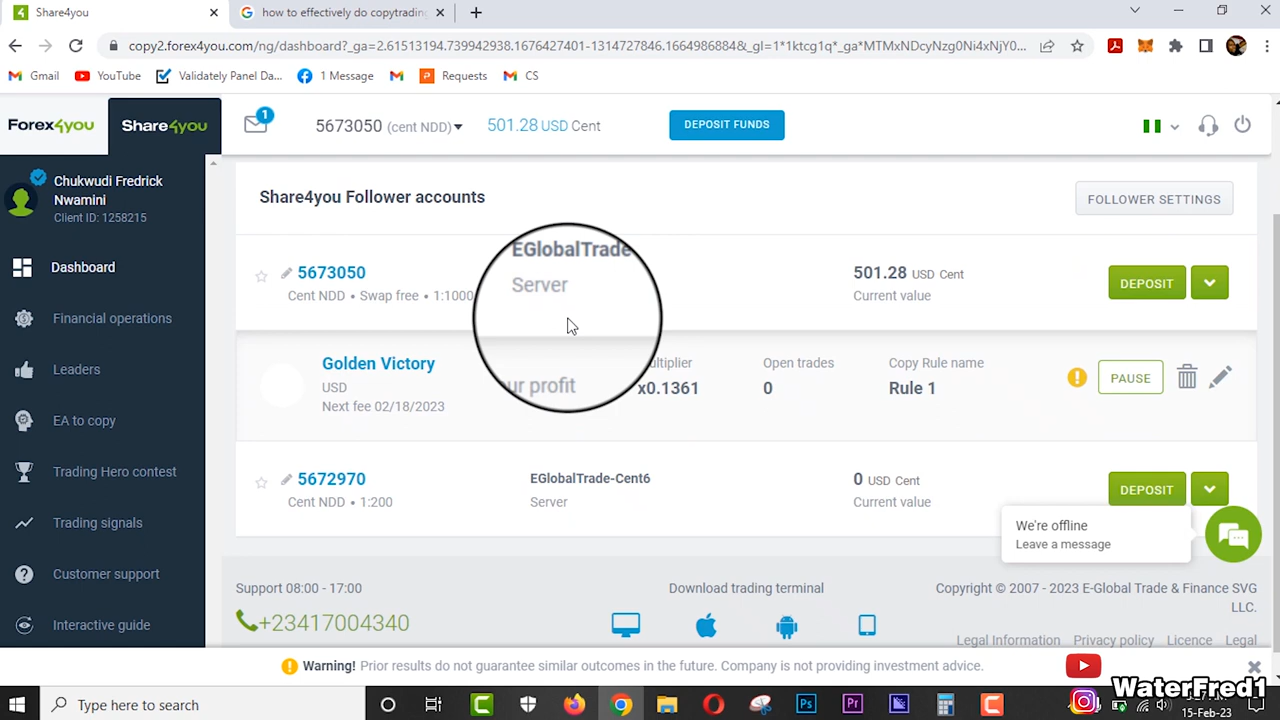 Share4you
how to effectively do copytrading
copy2.forex4you.com/ng/dashboard?_ga=2.61513194.739942938.1676427401-1314727846.1664986884&_gl=1*1ktcg1q*_ga*MTMxNDcyNzg0Ni4xNjY0...
Gmail
YouTube
Validately Panel Da...
1 Message
Requests
CS
Forex4you
Share4you
1
5673050 (cent NDD)
501.28 USD Cent
DEPOSIT FUNDS
Chukwudi Fredrick
Nwamini
Client ID: 1258215
Dashboard
Financial operations
Leaders
EA to copy
Trading Hero contest
Trading signals
Customer support
Interactive guide
Share4you Follower accounts
FOLLOWER SETTINGS
5673050
Cent NDD • Swap free • 1:1000
EGlobalTrade
Server
501.28 USD Cent
Current value
DEPOSIT
Golden Victory
USD
Next fee 02/18/2023
ur profit
ultiplier
x0.1361
Open trades
0
Copy Rule name
Rule 1
PAUSE
5672970
Cent NDD • 1:200
EGlobalTrade-Cent6
Server
0 USD Cent
Current value
DEPOSIT
We're offline
Leave a message
Support 08:00 - 17:00
+23417004340
Download trading terminal
Copyright © 2007 - 2023 E-Global Trade & Finance SVG
LLC.
Legal Information
Privacy policy
Licence
Legal
Warning! Prior results do not guarantee similar outcomes in the future. Company is not providing investment advice.
WaterFred1
Type here to search
15-Feb-23